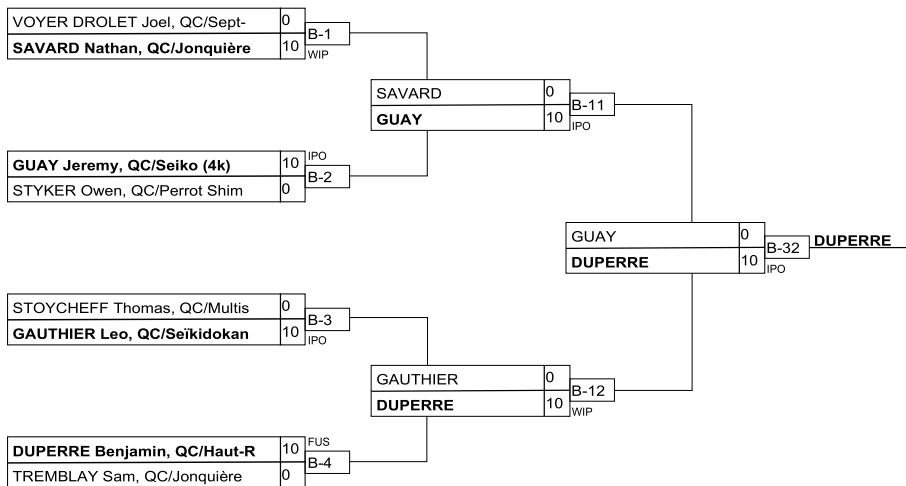 VOYER DROLET Joel, QC/Sept- 0
B-1
SAVARD Nathan, QC/Jonquière 10
WIP
SAVARD 0
B-11
GUAY 10
IPO
GUAY Jeremy, QC/Seiko (4k) 10 IPO
B-2
STYKER Owen, QC/Perrot Shim 0
GUAY 0
B-32 DUPERRE
DUPERRE 10
IPO
STOYCHEFF Thomas, QC/Multis 0
B-3
GAUTHIER Leo, QC/Seïkidokan 10
IPO
GAUTHIER 0
B-12
DUPERRE 10
WIP
DUPERRE Benjamin, QC/Haut-R 10 FUS
B-4
TREMBLAY Sam, QC/Jonquière 0